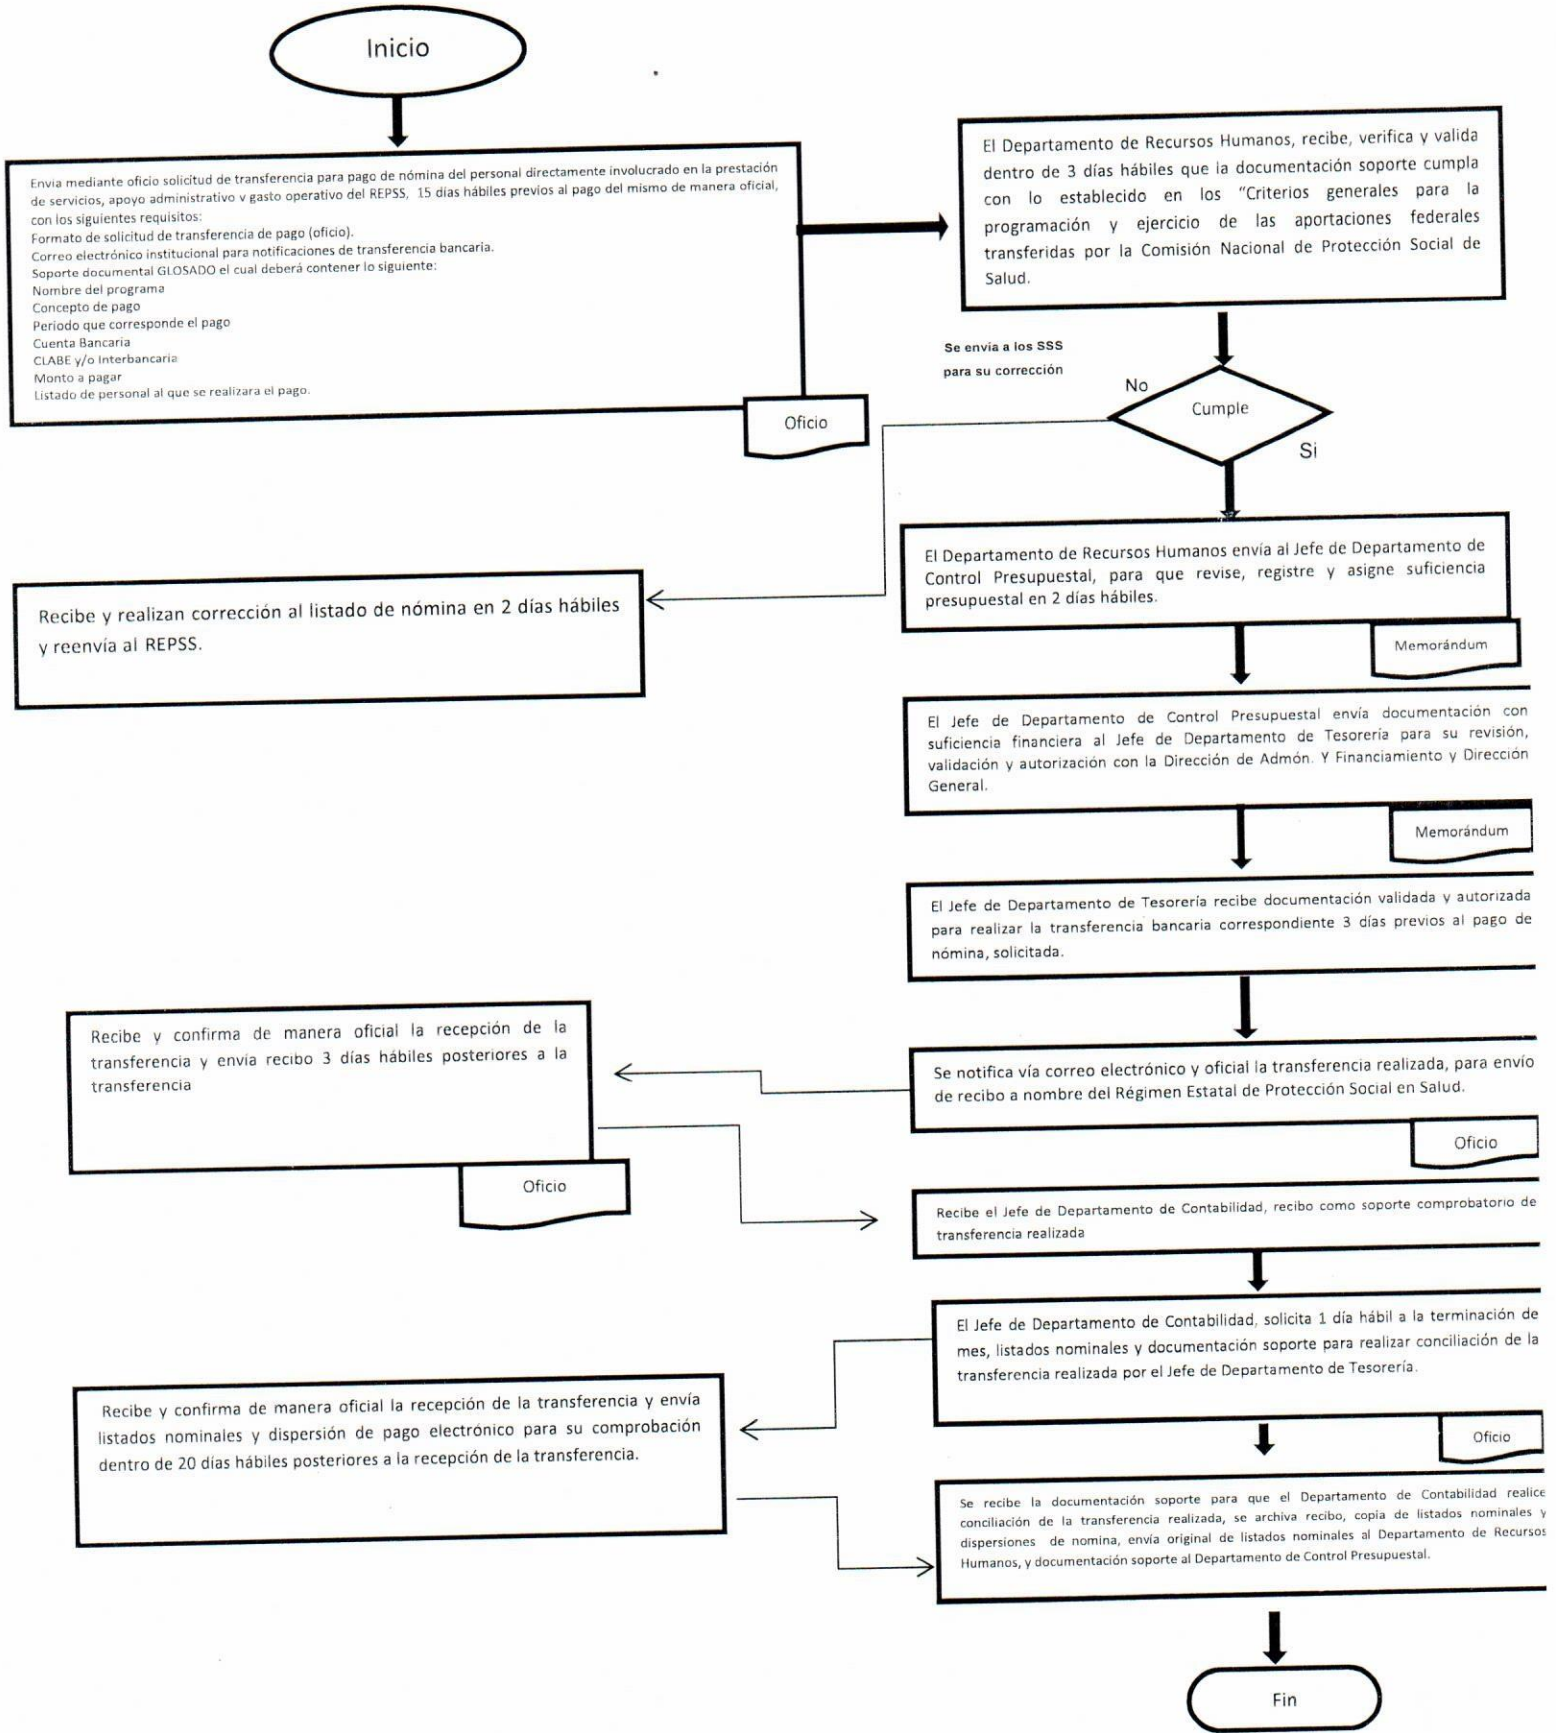 Inicio
Envia mediante oficio solicitud de transferencia para pago de nómina del personal directamente involucrado en la prestación
de servicios, apoyo administrativo v gasto operativo del REPSS, 15 días hábiles previos al pago del mismo de manera oficial,
con los siguientes requisitos:
Formato de solicitud de transferencia de pago (oficio).
Correo electrónico institucional para notificaciones de transferencia bancaria.
Soporte documental GLOSADO el cual deberá contener lo siguiente:
Nombre del programa
Concepto de pago
Periodo que corresponde el pago
Cuenta Bancaria
CLABE y/o Interbancaria
Monto a pagar
Listado de personal al que se realizara el pago.
Oficio
El Departamento de Recursos Humanos, recibe, verifica y valida
dentro de 3 días hábiles que la documentación soporte cumpla
con lo establecido en los "Criterios generales para la
programación y ejercicio de las aportaciones federales
transferidas por la Comisión Nacional de Protección Social de
Salud.
Se envia a los SSS
para su corrección
No
Cumple
Si
El Departamento de Recursos Humanos envía al Jefe de Departamento de
Control Presupuestal, para que revise, registre y asigne suficiencia
presupuestal en 2 días hábiles.
Memorándum
Recibe y realizan corrección al listado de nómina en 2 días hábiles
y reenvía al REPSS.
El Jefe de Departamento de Control Presupuestal envía documentación con
suficiencia financiera al Jefe de Departamento de Tesorería para su revisión,
validación y autorización con la Dirección de Admón. Y Financiamiento y Dirección
General.
Memorándum
El Jefe de Departamento de Tesorería recibe documentación validada y autorizada
para realizar la transferencia bancaria correspondiente 3 días previos al pago de
nómina, solicitada.
Se notifica vía correo electrónico y oficial la transferencia realizada, para envío
de recibo a nombre del Régimen Estatal de Protección Social en Salud.
Oficio
Recibe y confirma de manera oficial la recepción de la
transferencia y envia recibo 3 días hábiles posteriores a la
transferencia
Oficio
Recibe el Jefe de Departamento de Contabilidad, recibo como soporte comprobatorio de
transferencia realizada
El Jefe de Departamento de Contabilidad, solicita 1 día hábil a la terminación de
mes, listados nominales y documentación soporte para realizar conciliación de la
transferencia realizada por el Jefe de Departamento de Tesorería.
Oficio
Recibe y confirma de manera oficial la recepción de la transferencia y envía
listados nominales y dispersión de pago electrónico para su comprobación
dentro de 20 días hábiles posteriores a la recepción de la transferencia.
Se recibe la documentación soporte para que el Departamento de Contabilidad realice
conciliación de la transferencia realizada, se archiva recibo, copia de listados nominales y
dispersiones de nomina, envía original de listados nominales al Departamento de Recursos
Humanos, y documentación soporte al Departamento de Control Presupuestal.
Fin